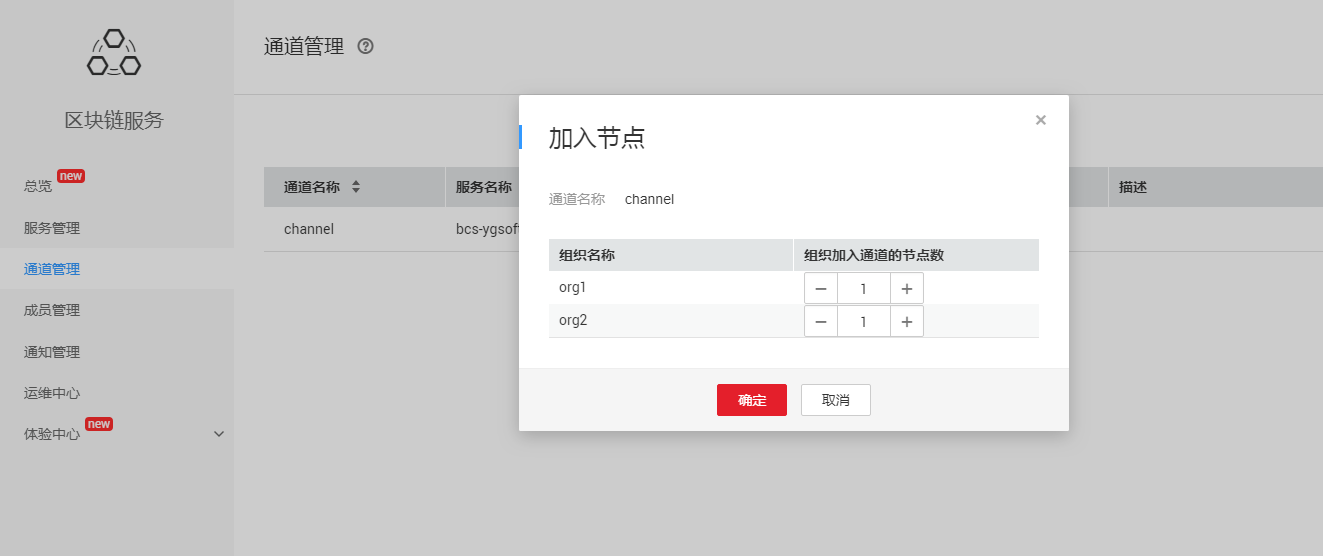 区块链服务
总览 new
服务管理
通道管理
成员管理
通知管理
运维中心
体验中心 new
通道管理
通道名称 服务名称 描述
channel bcs-ygsoft
加入节点
通道名称 channel
组织名称 组织加入通道的节点数
org1 1
org2 1
确定 取消